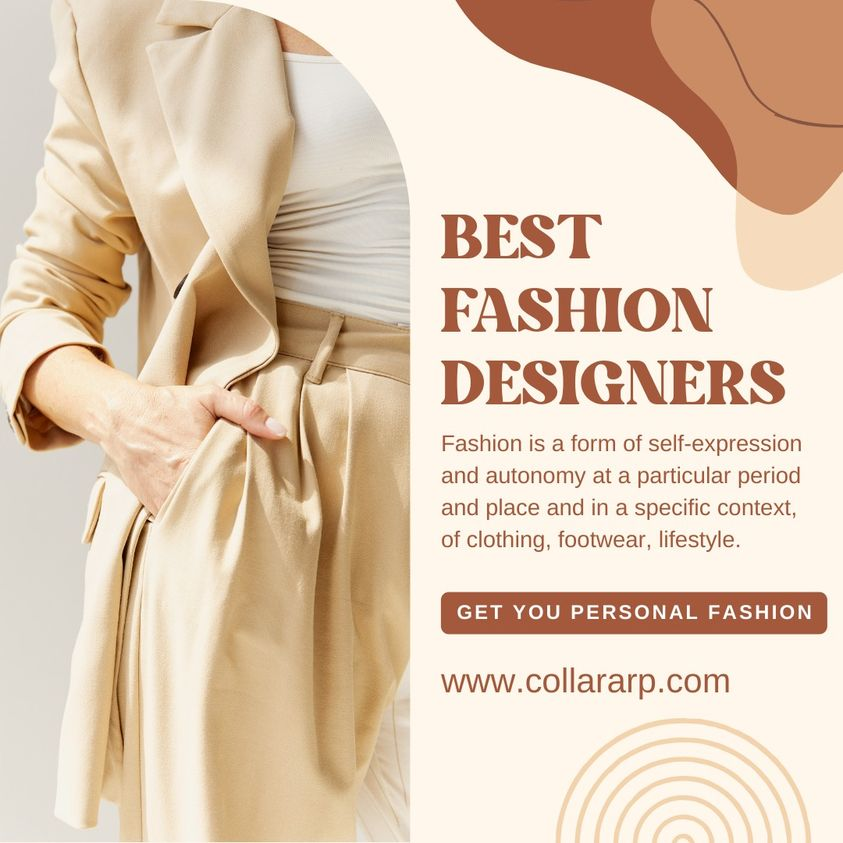 BEST
FASHION
DESIGNERS
Fashion is a form of self-expression
and autonomy at a particular period
and place and in a specific context,
of clothing, footwear, lifestyle.
GET YOU PERSONAL FASHION
www.collararp.com